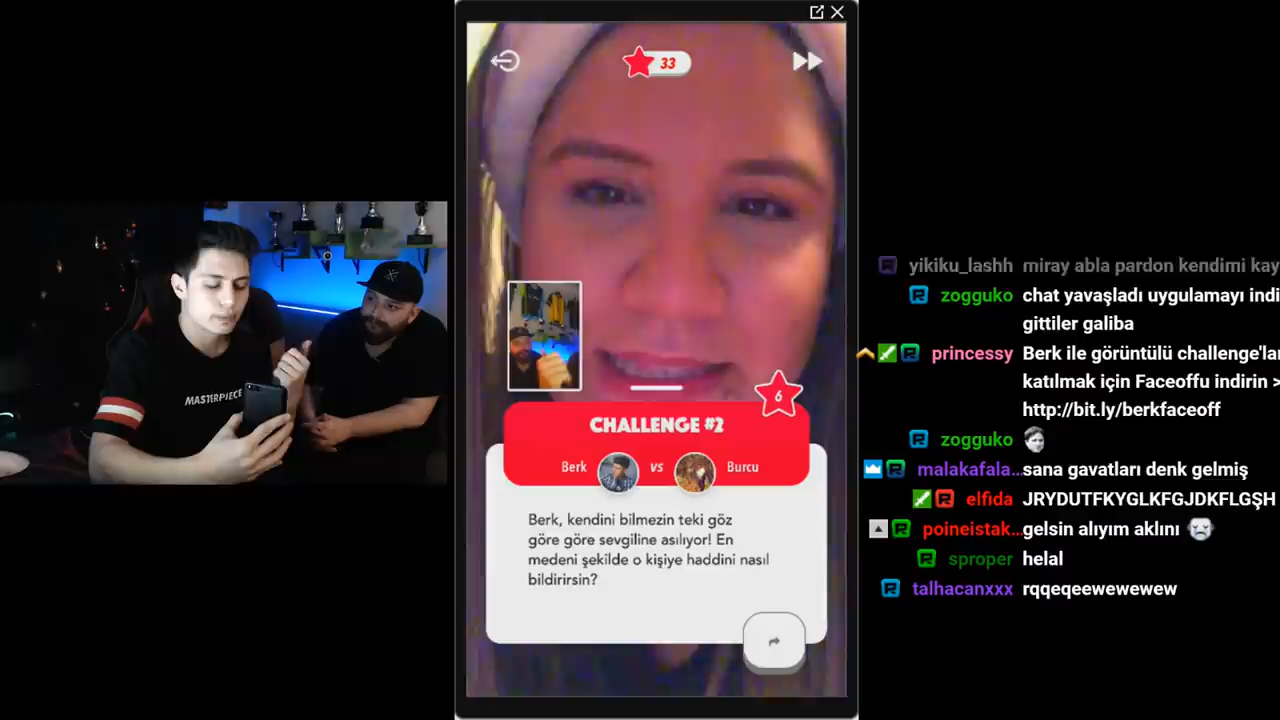 MASTERPIECE
33
6
CHALLENGE #2
Berk vs Burcu
Berk, kendini bilmezin teki göz
göre göre sevgiline asılıyor! En
medeni şekilde o kişiye haddini nasıl
bildirirsin?
yikiku_lashh miray abla pardon kendimi kay
zogguko chat yavaşladı uygulamayı indi
gittiler galiba
princessy Berk ile görüntülü challenge'lar
katılmak için Faceoffu indirin >
http://bit.ly/berkfaceoff
zogguko
malakafala... sana gavatları denk gelmiş
elfida JRYDUTFKYGLKFGJDKFLGŞH
poineistak... gelsin alıyım aklını
sproper helal
talhacanxxx rqqeqeewewewew